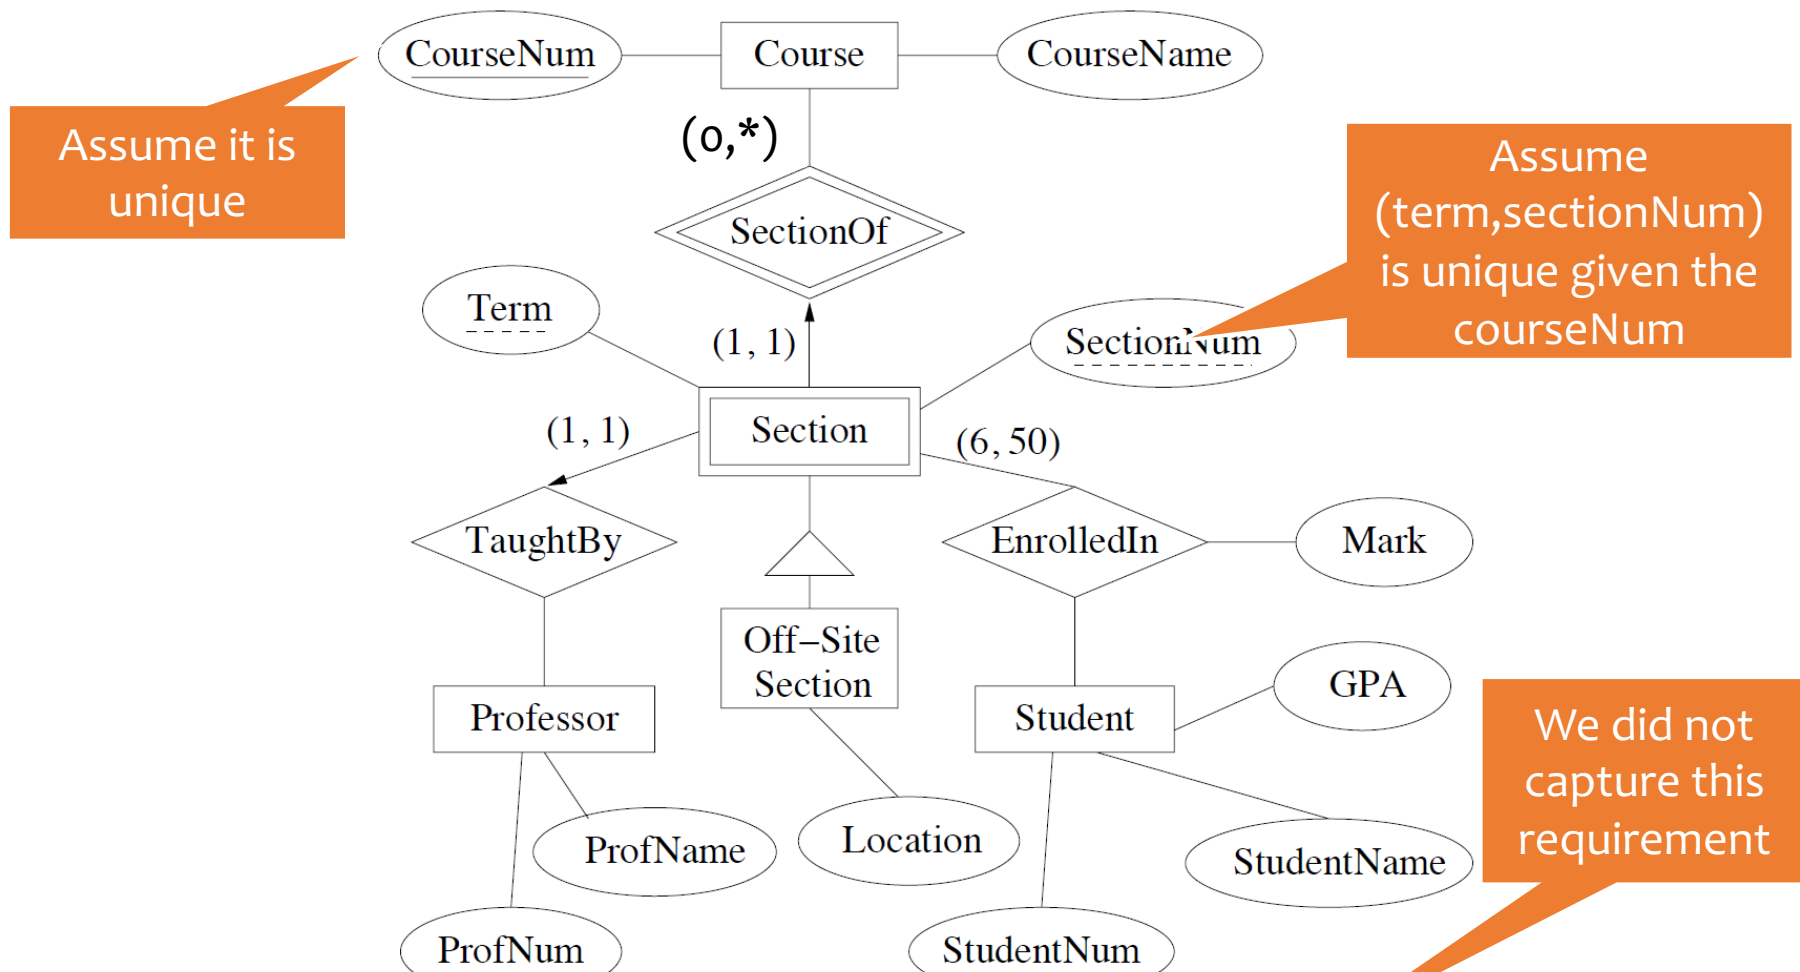 CourseNum
Course
CourseName
Assume it is
unique
(0,*)
Assume
(term,sectionNum)
is unique given the
courseNum
SectionOf
Term
(1, 1)
SectionNum
(1, 1)
Section
(6, 50)
TaughtBy
EnrolledIn
Mark
Off–Site
Section
GPA
Professor
Student
We did not
capture this
requirement
ProfName
Location
StudentName
ProfNum
StudentNum